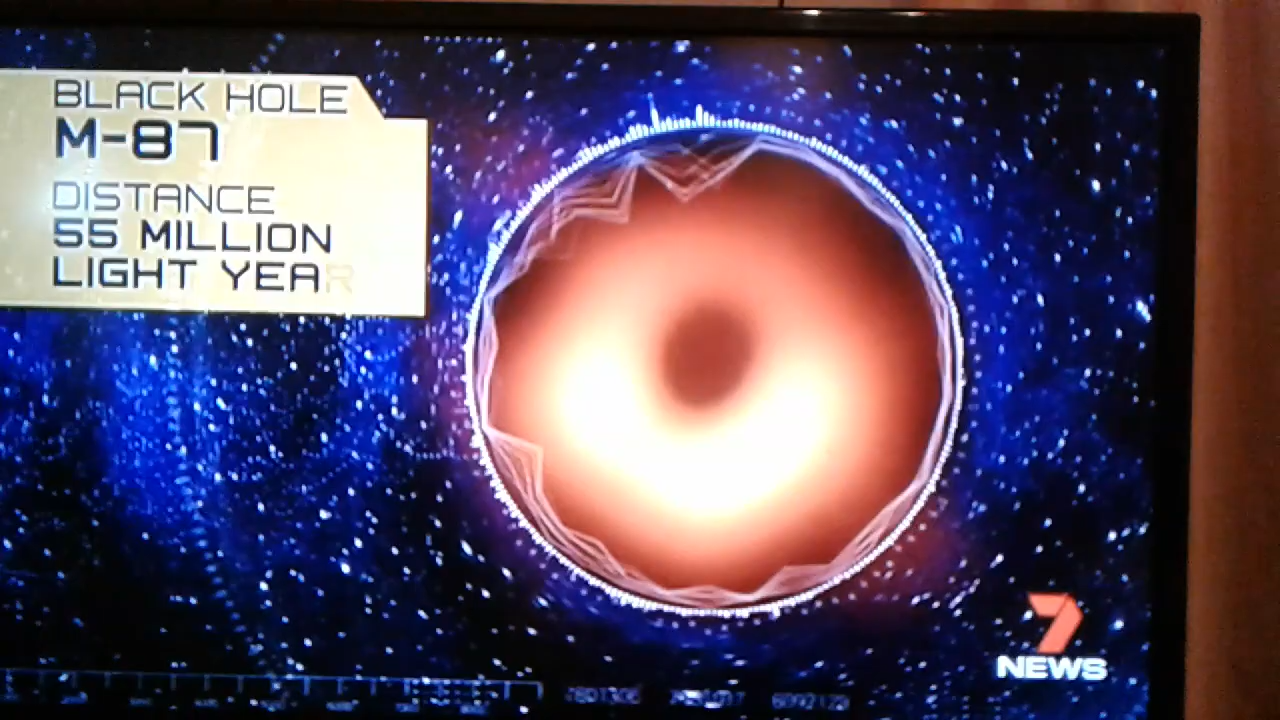 BLACK HOLE
M-87
DISTANCE
55 MILLION
LIGHT YEAR
7
NEWS